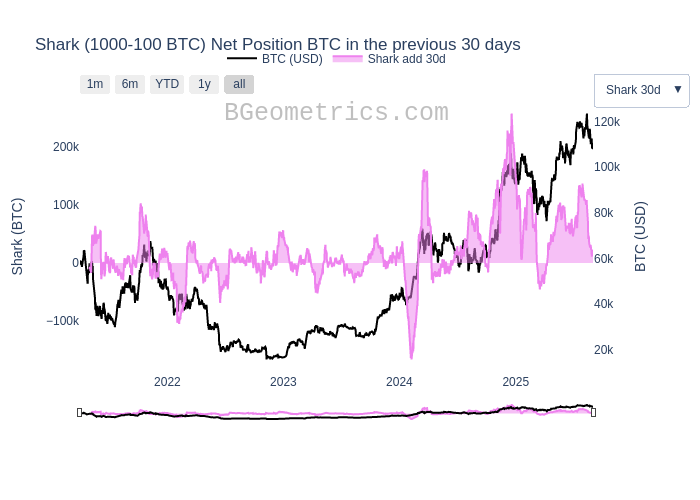 Shark (1000-100 BTC) Net Position BTC in the previous 30 days
BTC (USD) Shark add 30d
1m 6m YTD 1y all
Shark 30d ▼
BGeometrics.com
200k
100k
0
−100k
Shark (BTC)
120k
100k
80k
60k
40k
20k
BTC (USD)
2022 2023 2024 2025